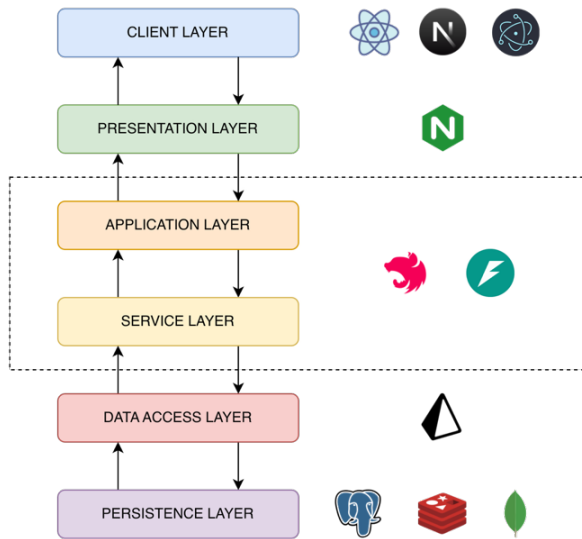 CLIENT LAYER
PRESENTATION LAYER
APPLICATION LAYER
SERVICE LAYER
DATA ACCESS LAYER
PERSISTENCE LAYER